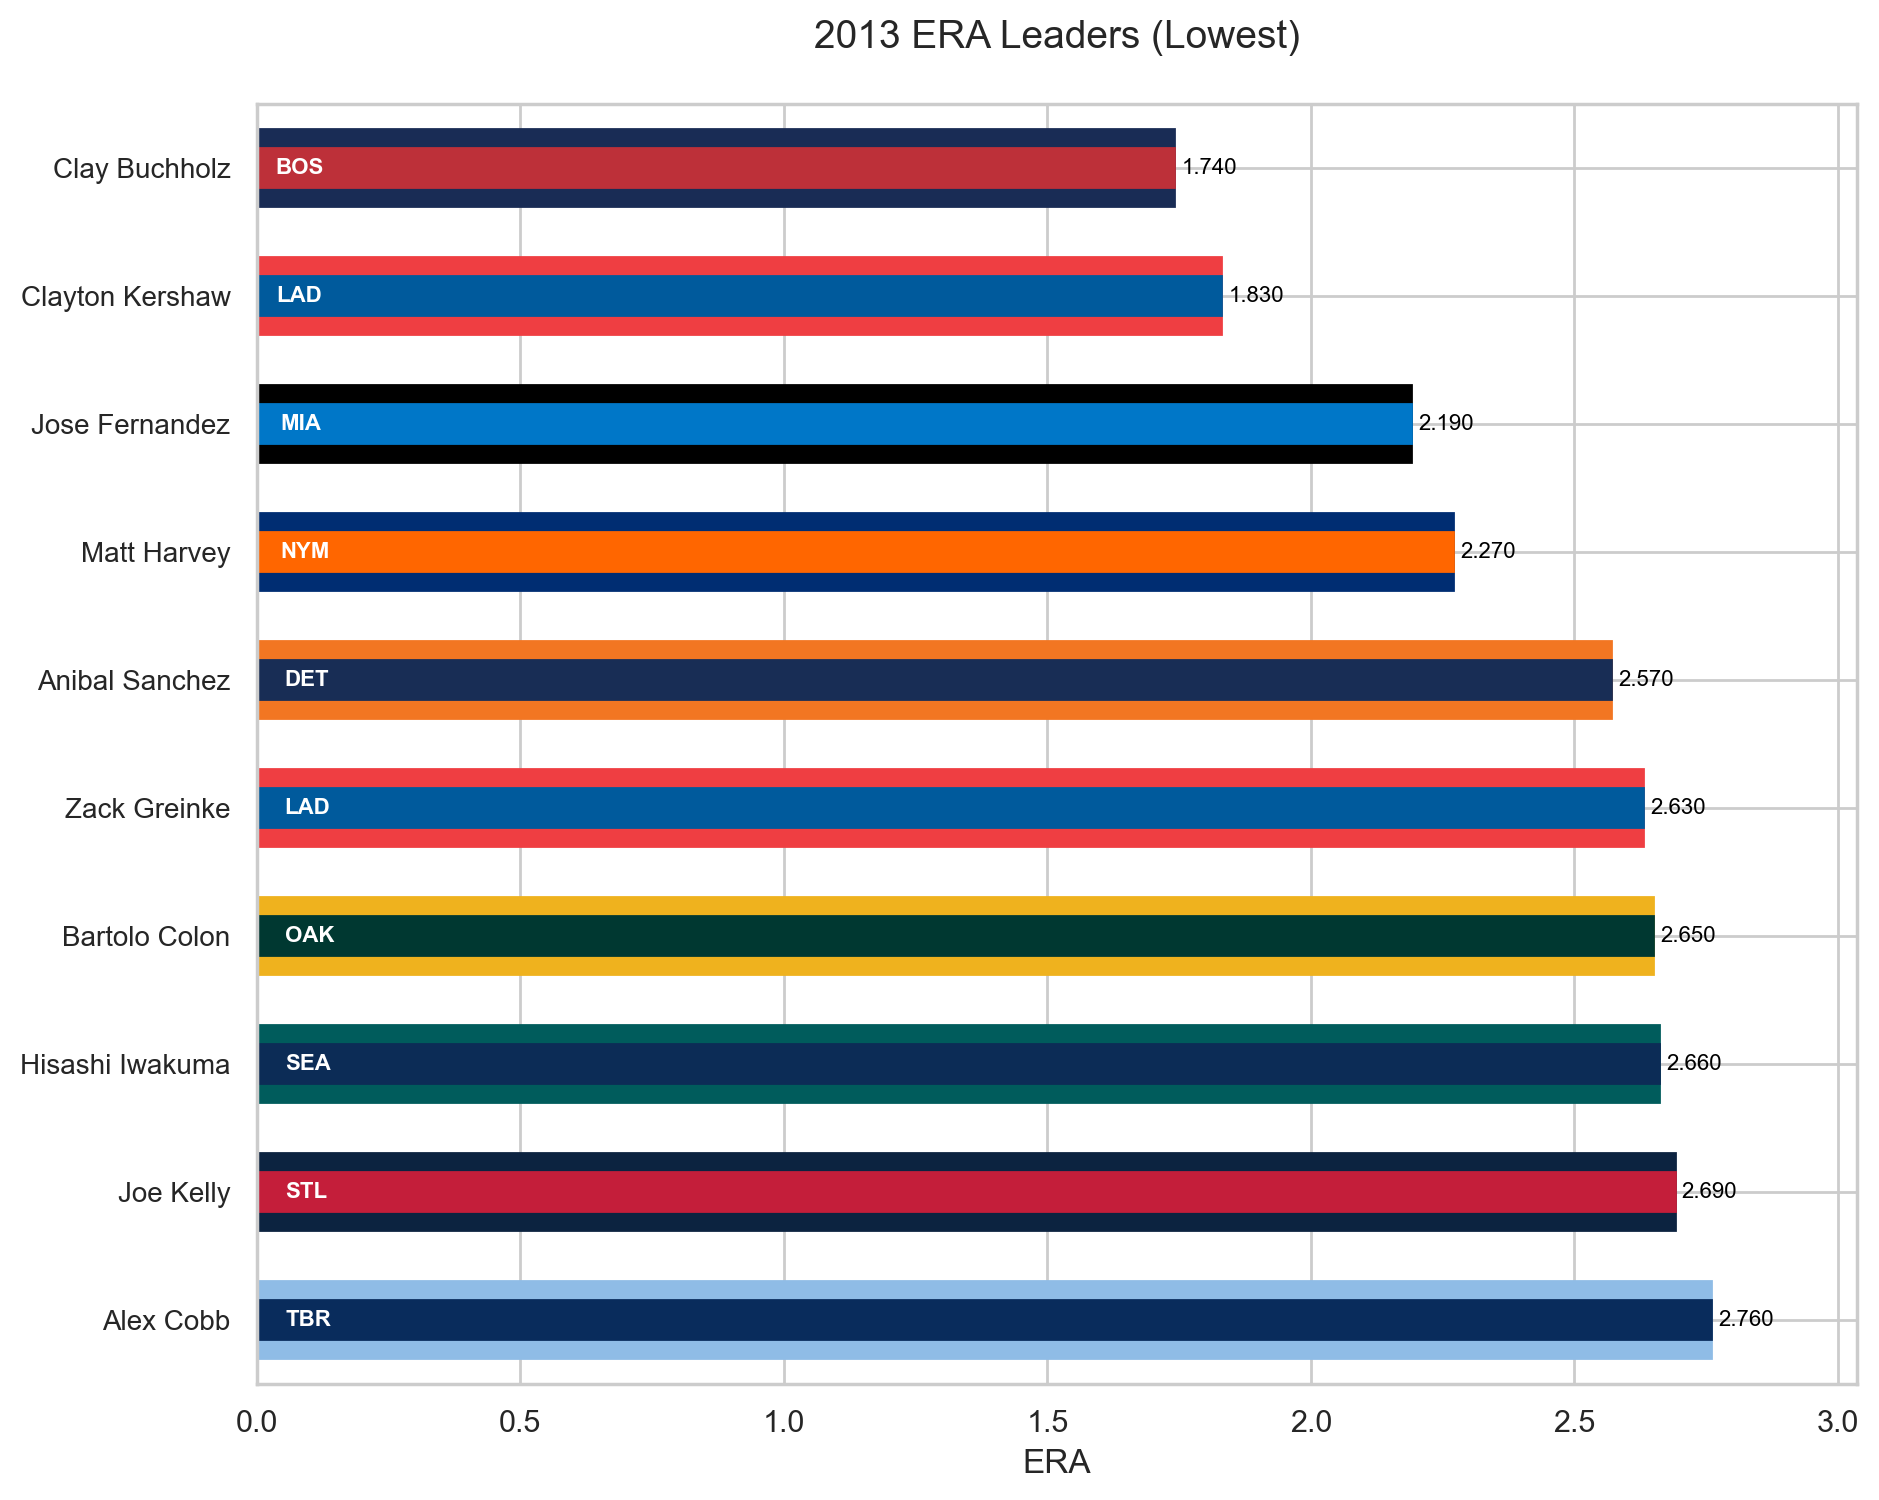 2013 ERA Leaders (Lowest)
Clay Buchholz BOS 1.740
Clayton Kershaw LAD 1.830
Jose Fernandez MIA 2.190
Matt Harvey NYM 2.270
Anibal Sanchez DET 2.570
Zack Greinke LAD 2.630
Bartolo Colon OAK 2.650
Hisashi Iwakuma SEA 2.660
Joe Kelly STL 2.690
Alex Cobb TBR 2.760
0.0 0.5 1.0 1.5 2.0 2.5 3.0
ERA